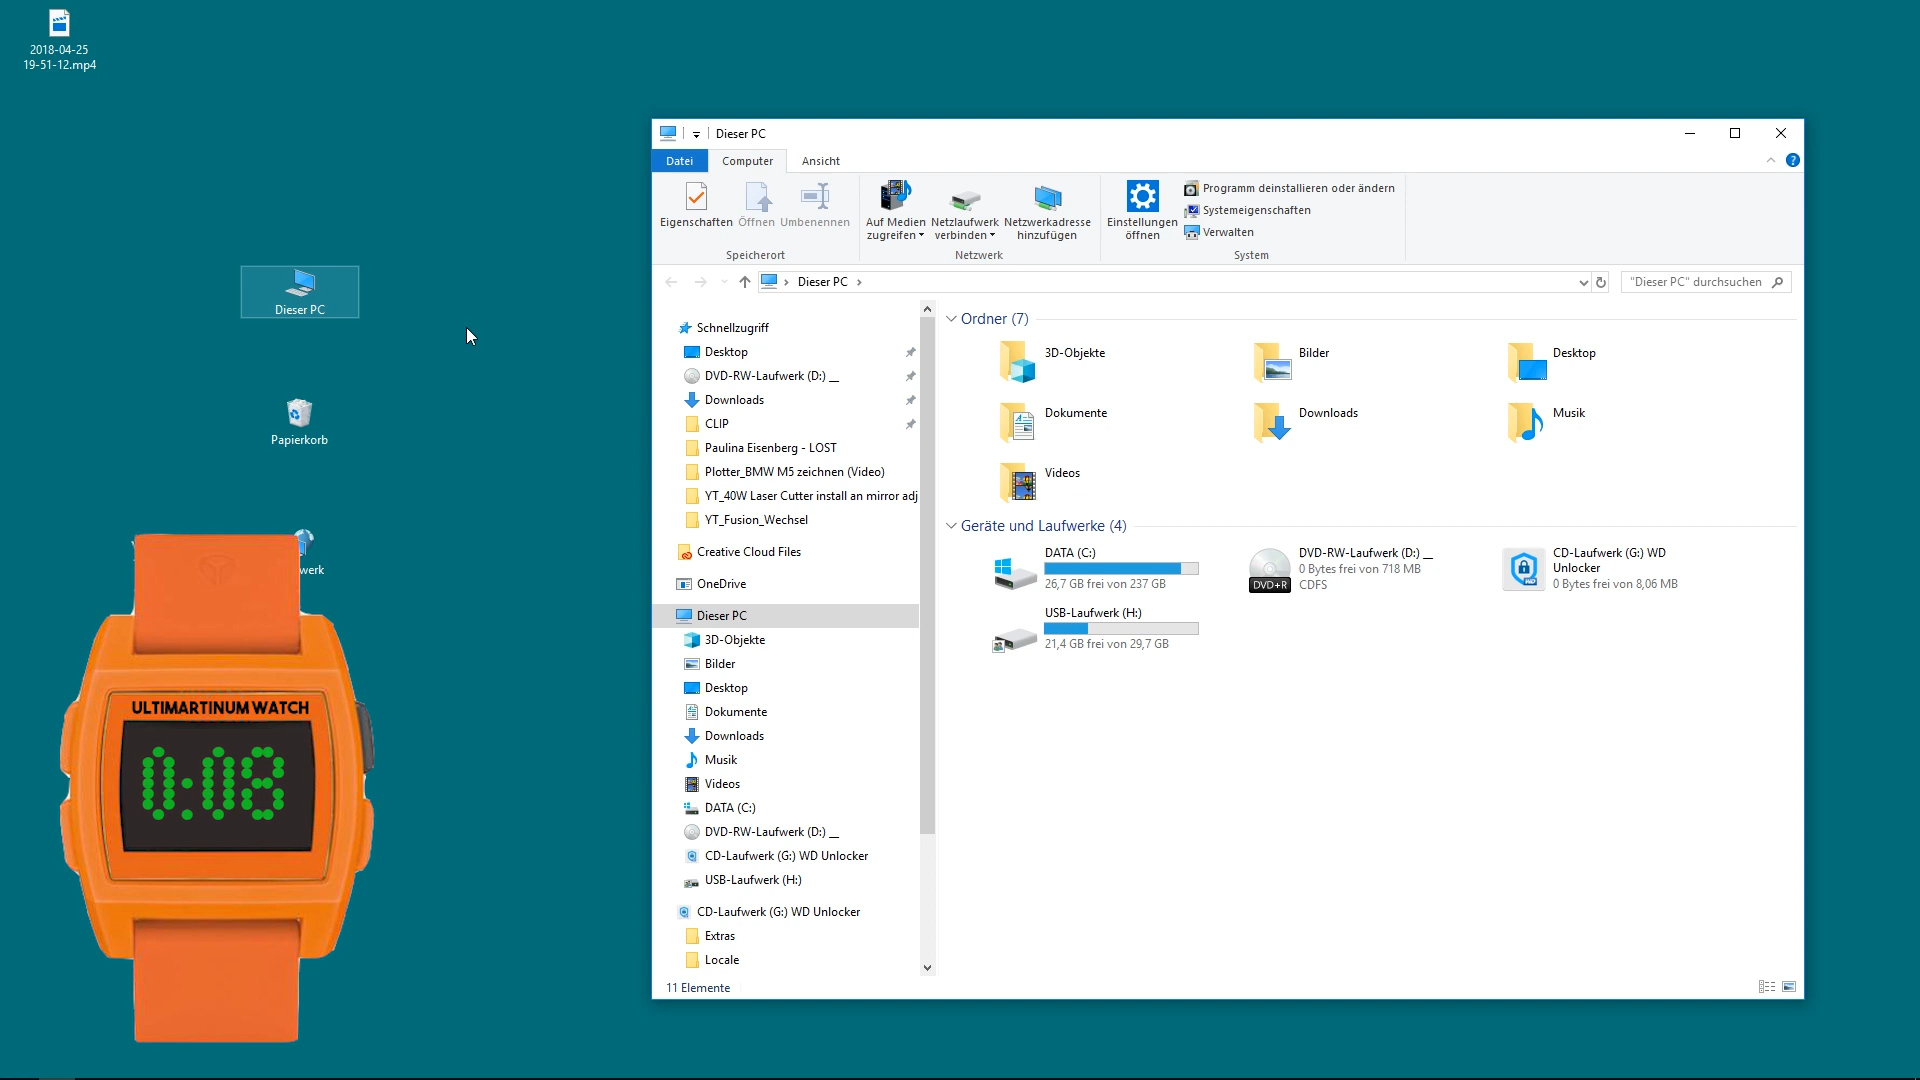 2018-04-25
19-51-12.mp4
Dieser PC
Papierkorb
werk
ULTIMARTINUM WATCH
0:08
Dieser PC
Datei
Computer
Ansicht
Eigenschaften
Öffnen
Umbenennen
Auf Medien
zugreifen
Netzlaufwerk
verbinden
Netzwerkadresse
hinzufügen
Einstellungen
öffnen
Programm deinstallieren oder ändern
Systemeigenschaften
Verwalten
Speicherort
Netzwerk
System
Dieser PC
"Dieser PC" durchsuchen
Schnellzugriff
Desktop
DVD-RW-Laufwerk (D:) __
Downloads
CLIP
Paulina Eisenberg - LOST
Plotter_BMW M5 zeichnen (Video)
YT_40W Laser Cutter install an mirror adj
YT_Fusion_Wechsel
Creative Cloud Files
OneDrive
Dieser PC
3D-Objekte
Bilder
Desktop
Dokumente
Downloads
Musik
Videos
DATA (C:)
DVD-RW-Laufwerk (D:) __
CD-Laufwerk (G:) WD Unlocker
USB-Laufwerk (H:)
CD-Laufwerk (G:) WD Unlocker
Extras
Locale
Ordner (7)
3D-Objekte
Bilder
Desktop
Dokumente
Downloads
Musik
Videos
Geräte und Laufwerke (4)
DATA (C:)
26,7 GB frei von 237 GB
DVD-RW-Laufwerk (D:) __
0 Bytes frei von 718 MB
CDFS
DVD+R
CD-Laufwerk (G:) WD
Unlocker
0 Bytes frei von 8,06 MB
USB-Laufwerk (H:)
21,4 GB frei von 29,7 GB
11 Elemente